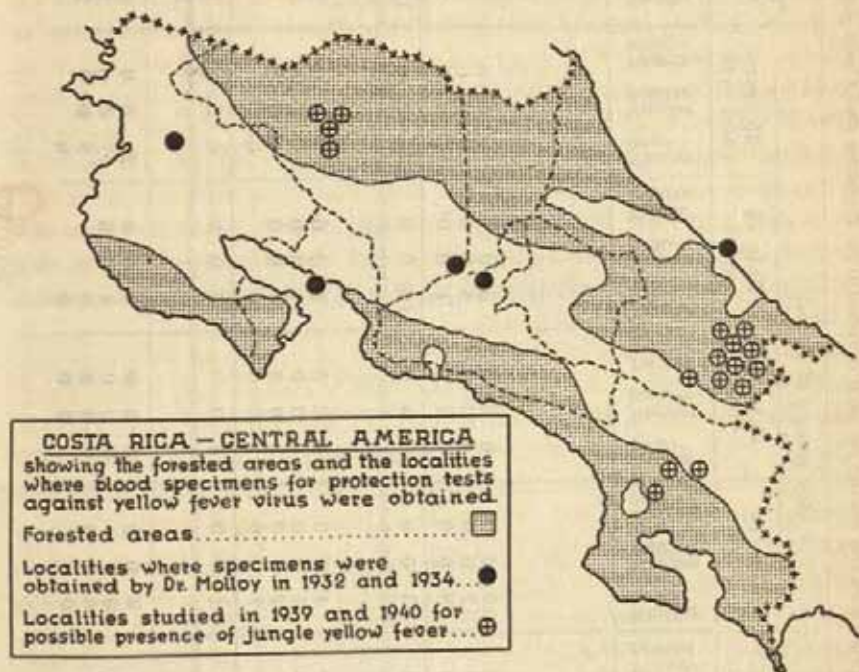 COSTA RICA — CENTRAL AMERICA
showing the forested areas and the localities
where blood specimens for protection tests
against yellow fever virus were obtained.
Forested areas..............................
Localities where specimens were
obtained by Dr. Molloy in 1932 and 1934...
Localities studied in 1939 and 1940 for
possible presence of jungle yellow fever...